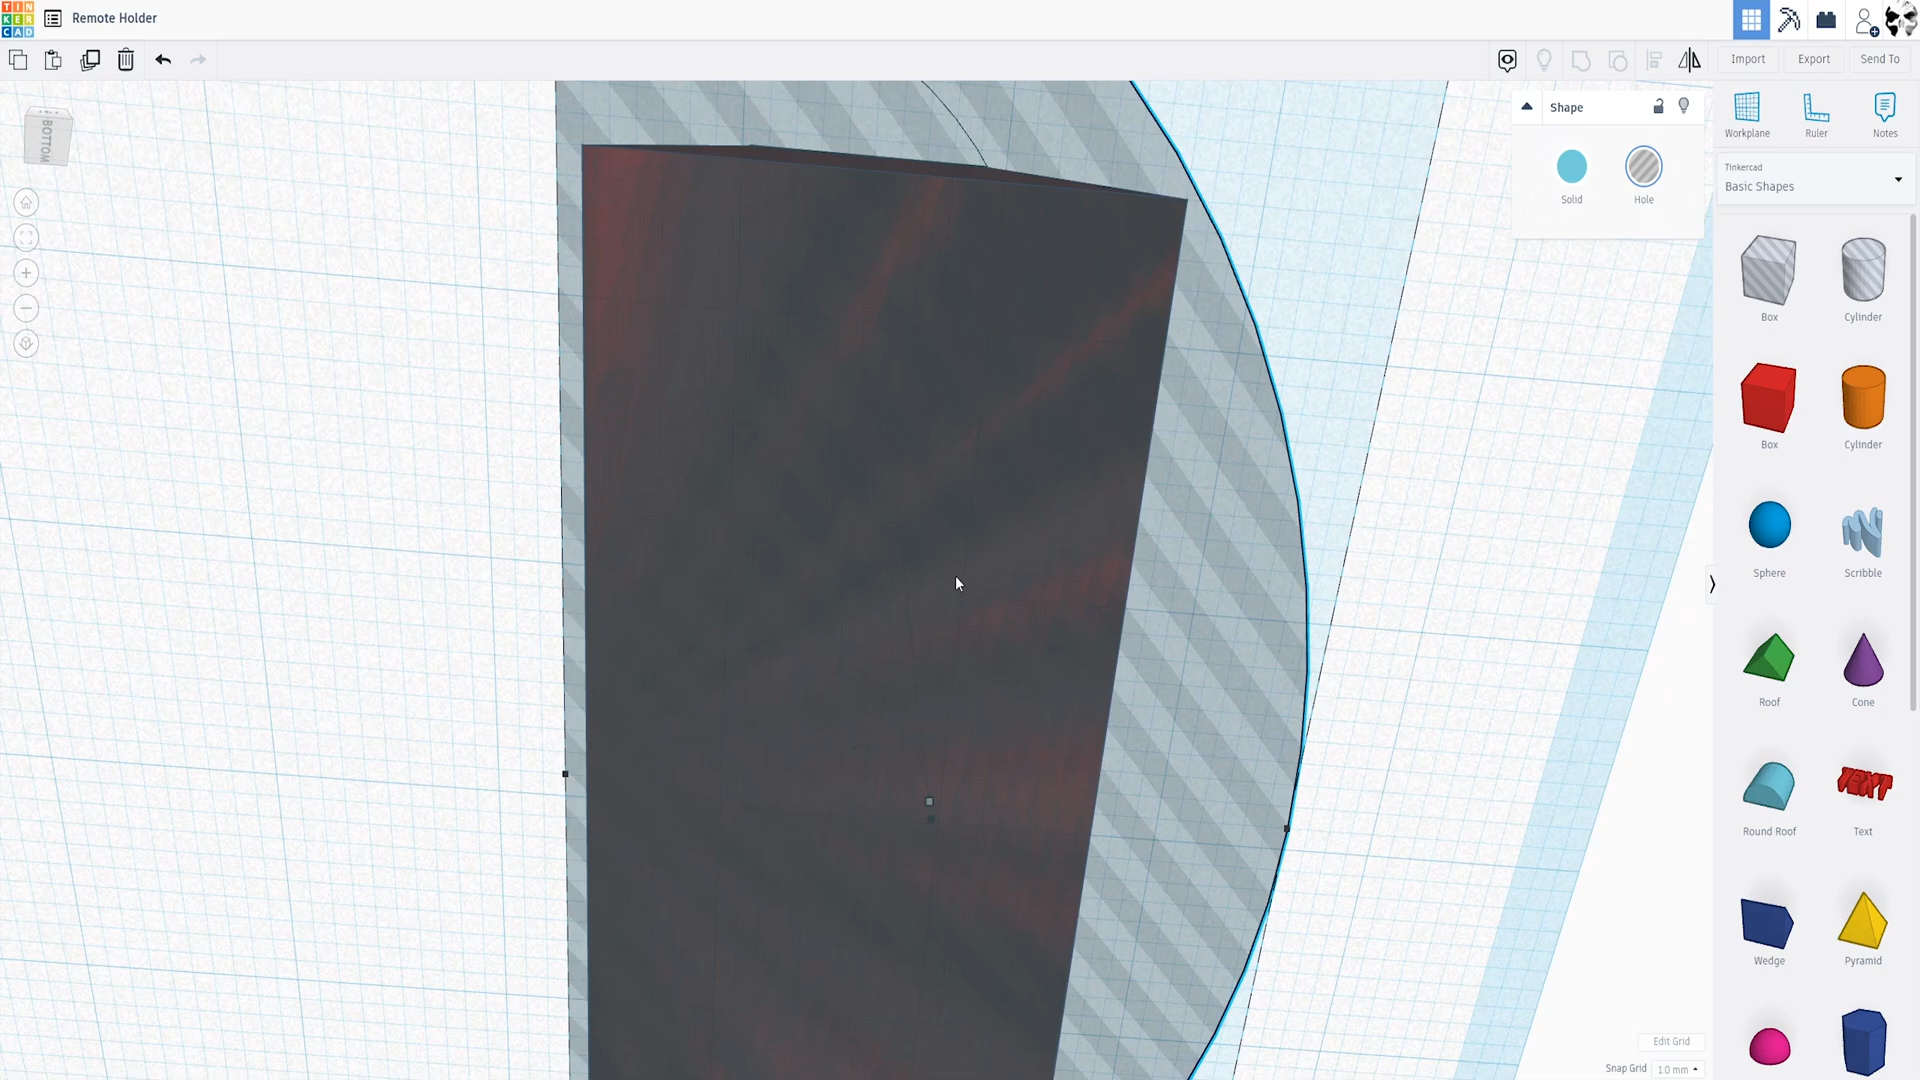 TIN
KER
CAD
Remote Holder
Import
Export
Send To
BOTTOM
Shape
Solid
Hole
Workplane
Ruler
Notes
Tinkercad
Basic Shapes
Box
Cylinder
Box
Cylinder
Sphere
Scribble
Roof
Cone
TEXT
Round Roof
Text
Wedge
Pyramid
Edit Grid
Snap Grid
1.0 mm